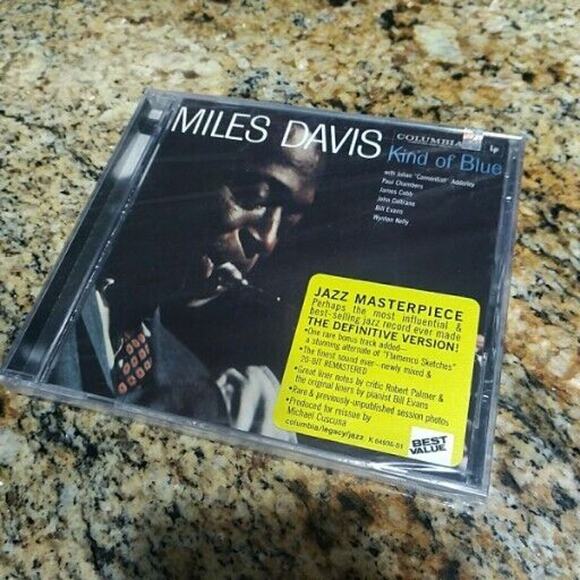 MILES DAVIS
COLUMBIA
lp
Kind of Blue
with Julian "Cannonball" Adderley
Paul Chambers
James Cobb
John Coltrane
Bill Evans
Wynton Kelly
JAZZ MASTERPIECE
Perhaps the most influential &
best-selling jazz record ever made
THE DEFINITIVE VERSION!
•One rare bonus track added—
a stunning alternate of "Flamenco Sketches"
•The finest sound ever—newly mixed &
20-BIT REMASTERED
•Great liner notes by critic Robert Palmer &
the original liners by pianist Bill Evans
•Rare & previously-unpublished session photos
•Produced for reissue by
Michael Cuscuna
columbia/legacy/jazz K 64935-S1
BEST
VALUE